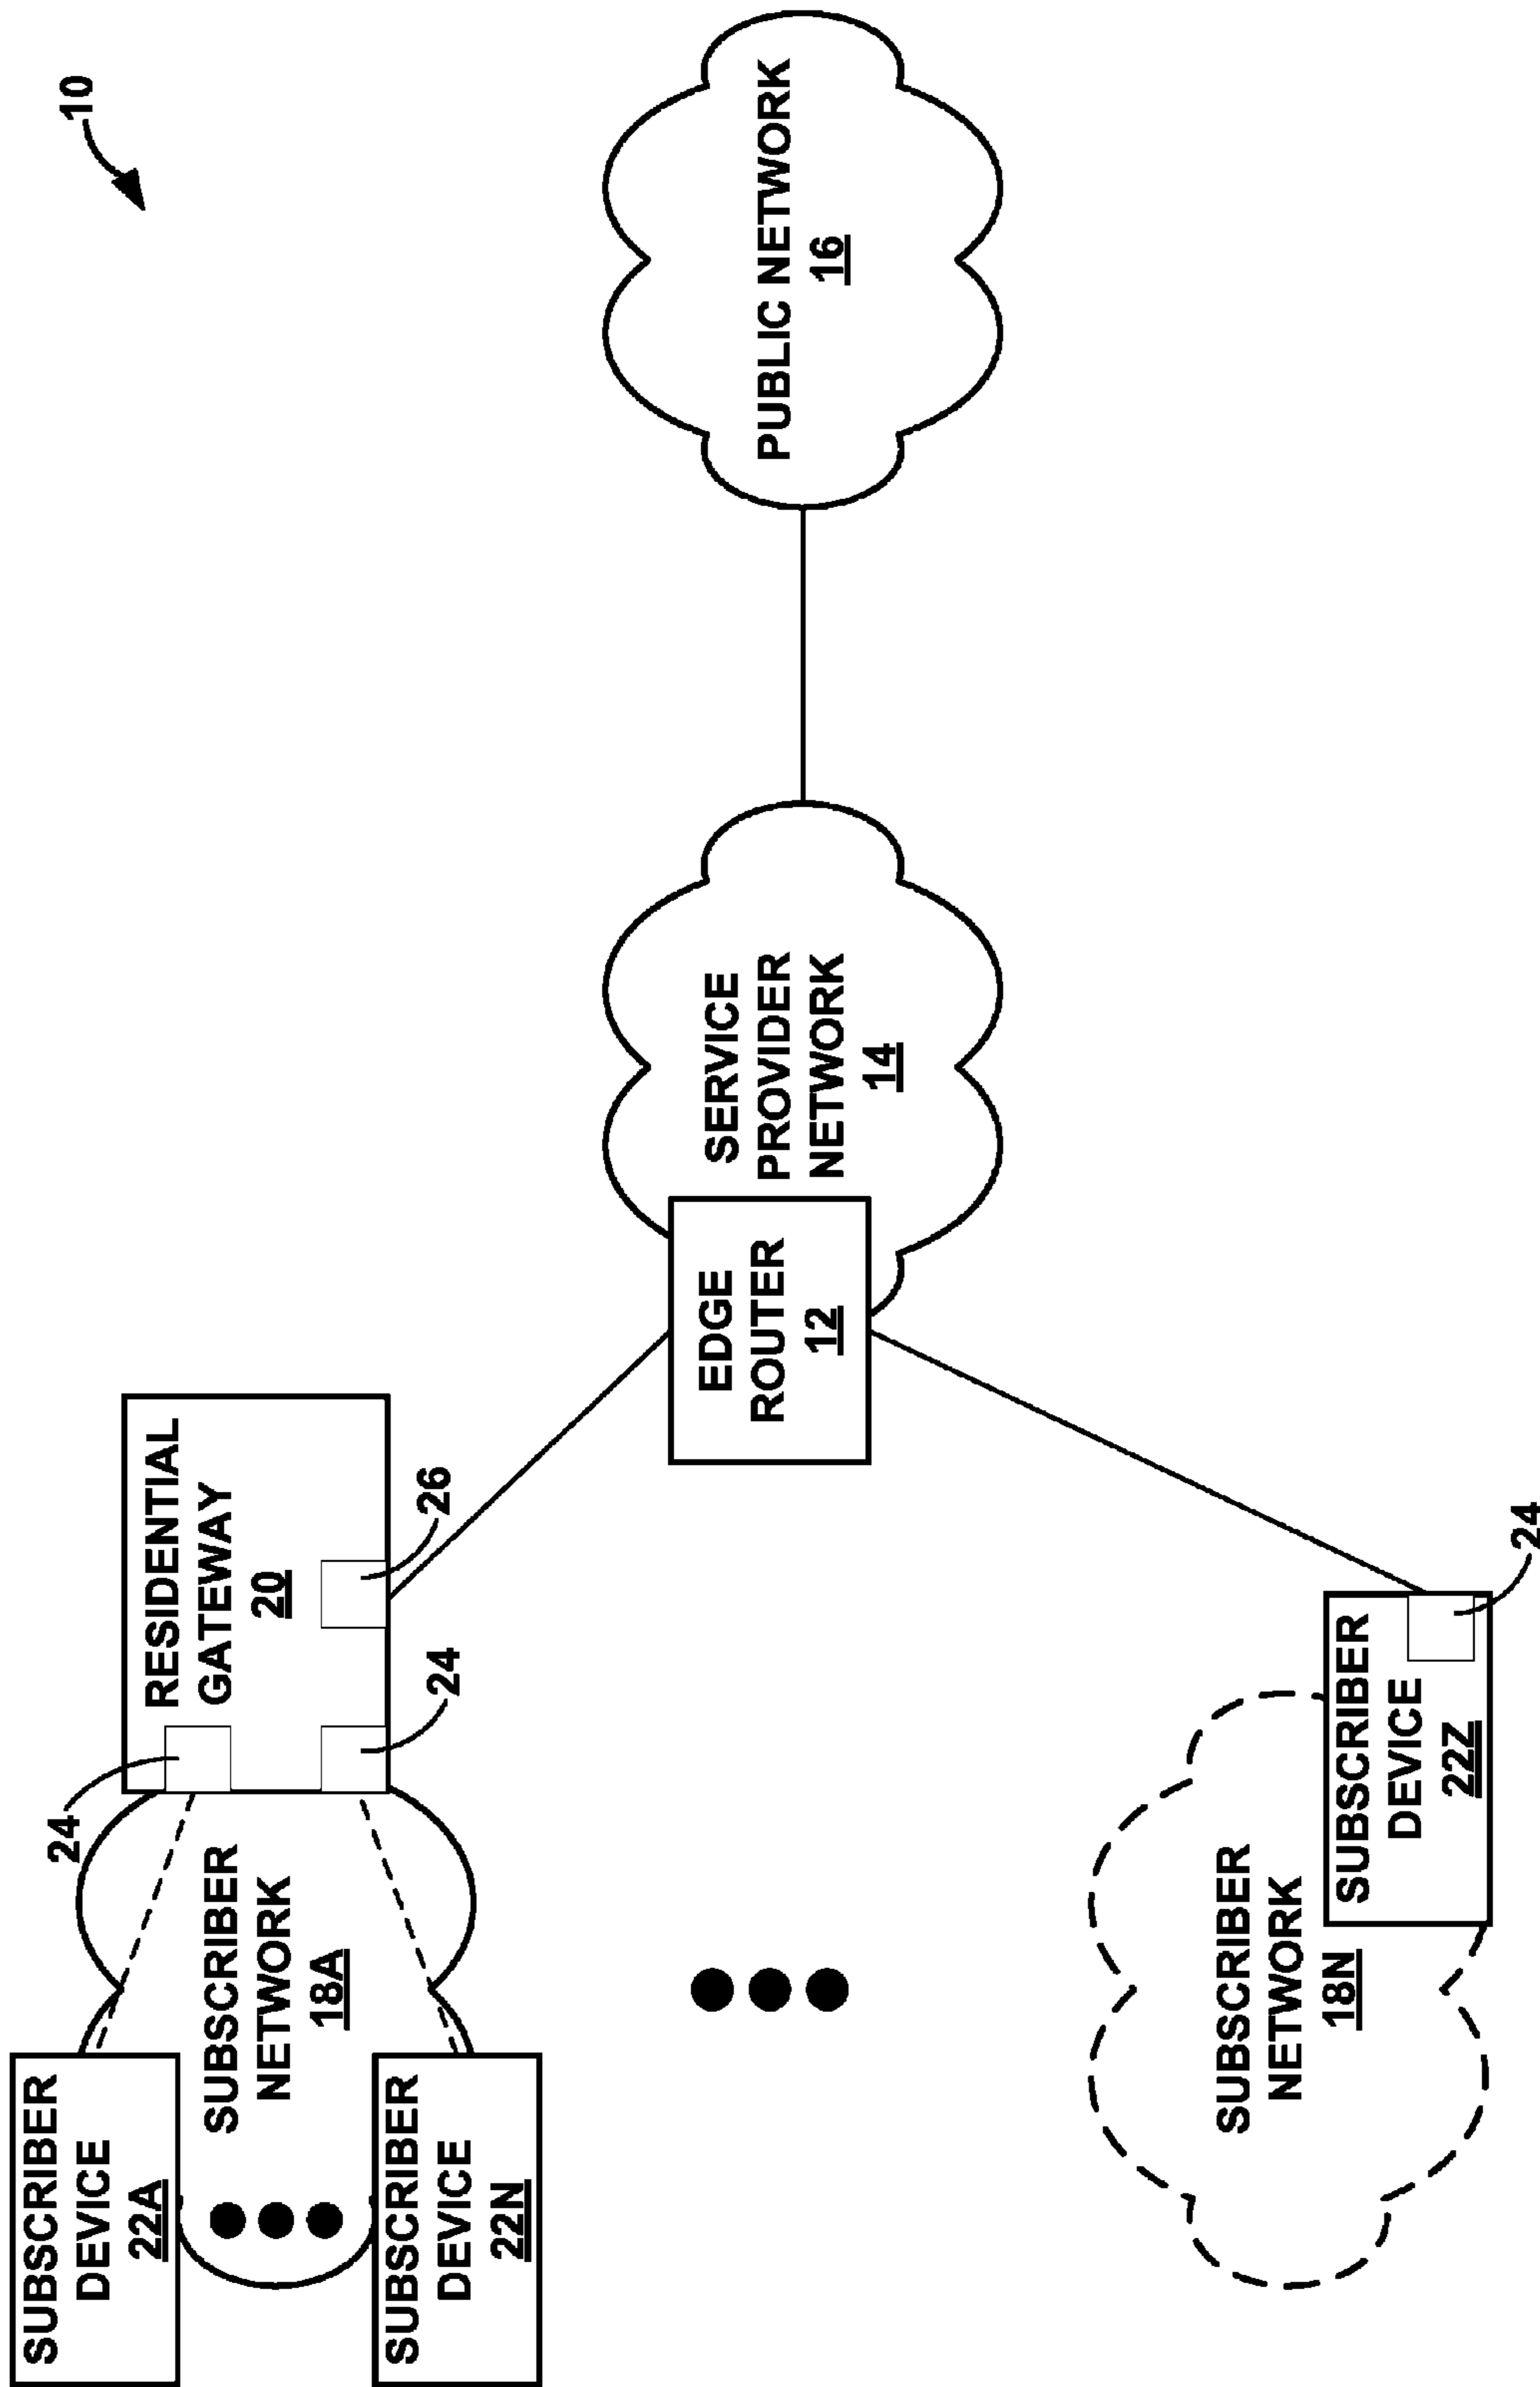 10
SUBSCRIBER
DEVICE
22A
SUBSCRIBER
DEVICE
22N
SUBSCRIBER
NETWORK
18A
24
RESIDENTIAL
GATEWAY
20
24
26
EDGE
ROUTER
12
SERVICE
PROVIDER
NETWORK
14
PUBLIC NETWORK
16
SUBSCRIBER
NETWORK
18N
SUBSCRIBER
DEVICE
22Z
24